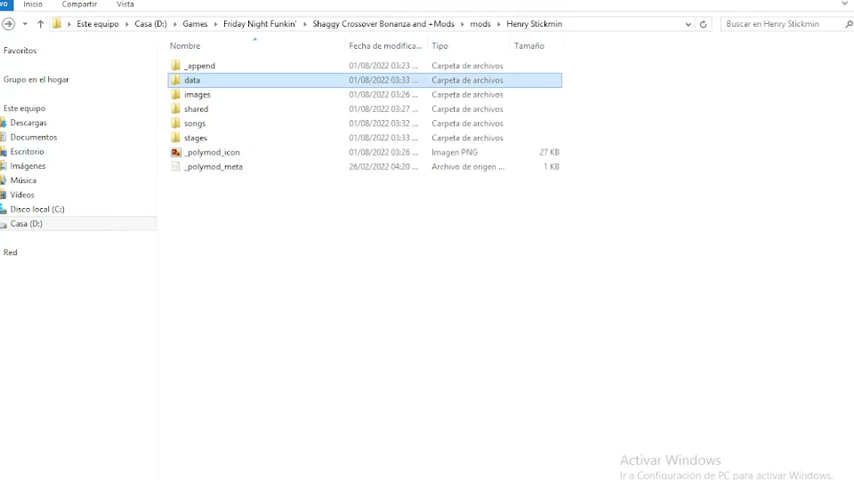 Inicio Compartir Vista
Este equipo Casa (D:) Games Friday Night Funkin' Shaggy Crossover Bonanza and +Mods mods Henry Stickmin Buscar en Henry Stickmin
Nombre Fecha de modifica... Tipo Tamaño
Favoritos
Grupo en el hogar
Este equipo
Descargas
Documentos
Escritorio
Imágenes
Música
Vídeos
Disco local (C:)
Casa (D:)
Red
_append 01/08/2022 03:23 ... Carpeta de archivos
data 01/08/2022 03:33 ... Carpeta de archivos
images 01/08/2022 03:26 ... Carpeta de archivos
shared 01/08/2022 03:27 ... Carpeta de archivos
songs 01/08/2022 03:32 ... Carpeta de archivos
stages 01/08/2022 03:33 ... Carpeta de archivos
_polymod_icon 01/08/2022 03:26 ... Imagen PNG 27 KB
_polymod_meta 26/02/2022 04:20 ... Archivo de origen ... 1 KB
Activar Windows
Ir a Configuración de PC para activar Windows.